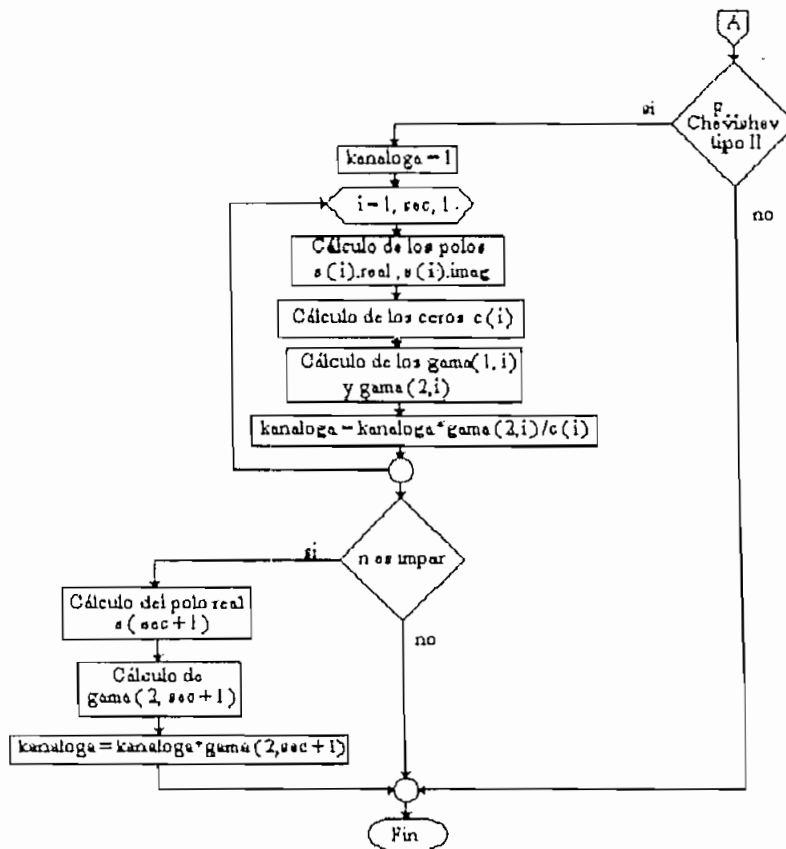 A
F.
Chevishev
tipo II
si
no
kanaloga = 1
i = 1, sec, 1
Cálculo de los polos
s(i).real, s(i).imag
Cálculo de los ceros c(i)
Cálculo de los gama(1,i)
y gama(2,i)
kanaloga = kanaloga*gama(2,i)/c(i)
n es impar
si
no
Cálculo del polo real
s(sec+1)
Cálculo de
gama(2, sec+1)
kanaloga = kanaloga*gama(2,sec+1)
Fin